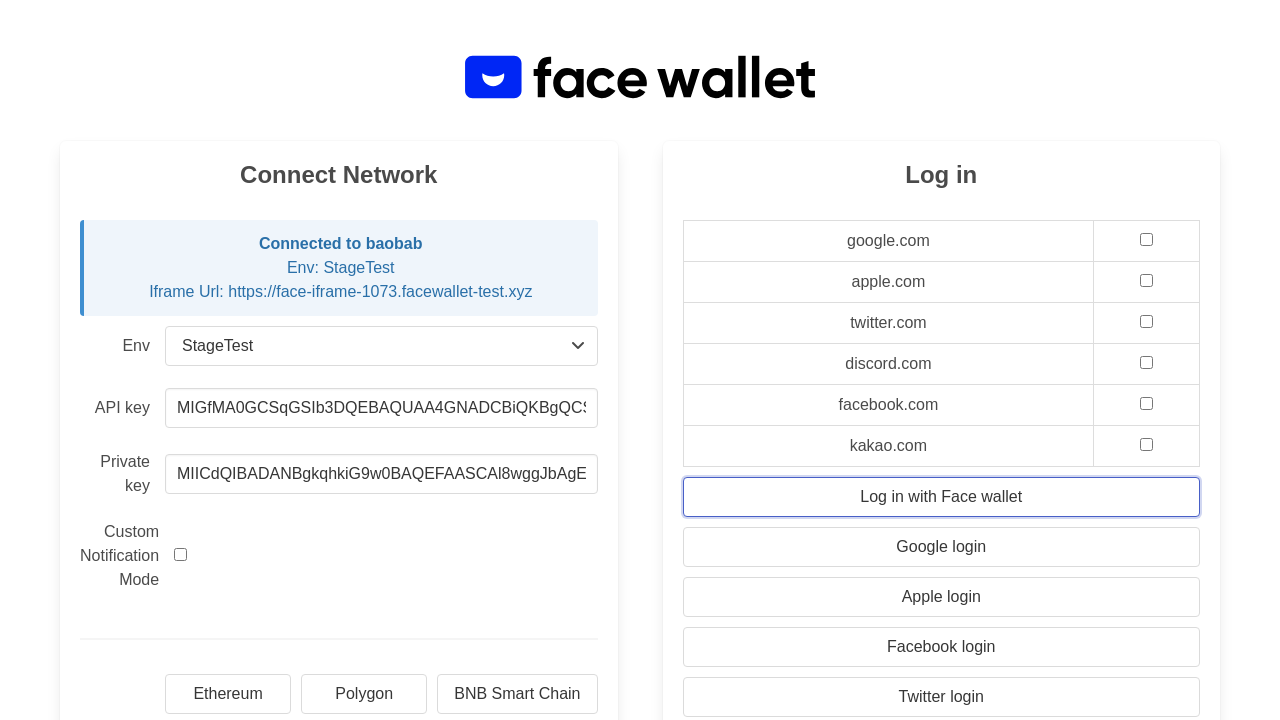 face wallet
Connect Network
Connected to baobab
Env: StageTest
Iframe Url: https://face-iframe-1073.facewallet-test.xyz
Env
StageTest
API key
MIGfMA0GCSqGSIb3DQEBAQUAA4GNADCBiQKBgQCS
Private
key
MIICdQIBADANBgkqhkiG9w0BAQEFAASCAl8wggJbAgE
Custom
Notification
Mode
Ethereum
Polygon
BNB Smart Chain
Log in
google.com
apple.com
twitter.com
discord.com
facebook.com
kakao.com
Log in with Face wallet
Google login
Apple login
Facebook login
Twitter login